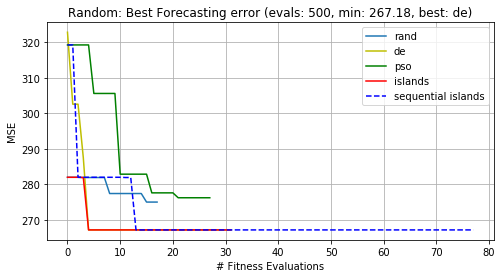 Random: Best Forecasting error (evals: 500, min: 267.18, best: de)
rand
de
pso
islands
sequential islands
320
310
300
290
280
270
MSE
0 10 20 30 40 50 60 70 80
# Fitness Evaluations